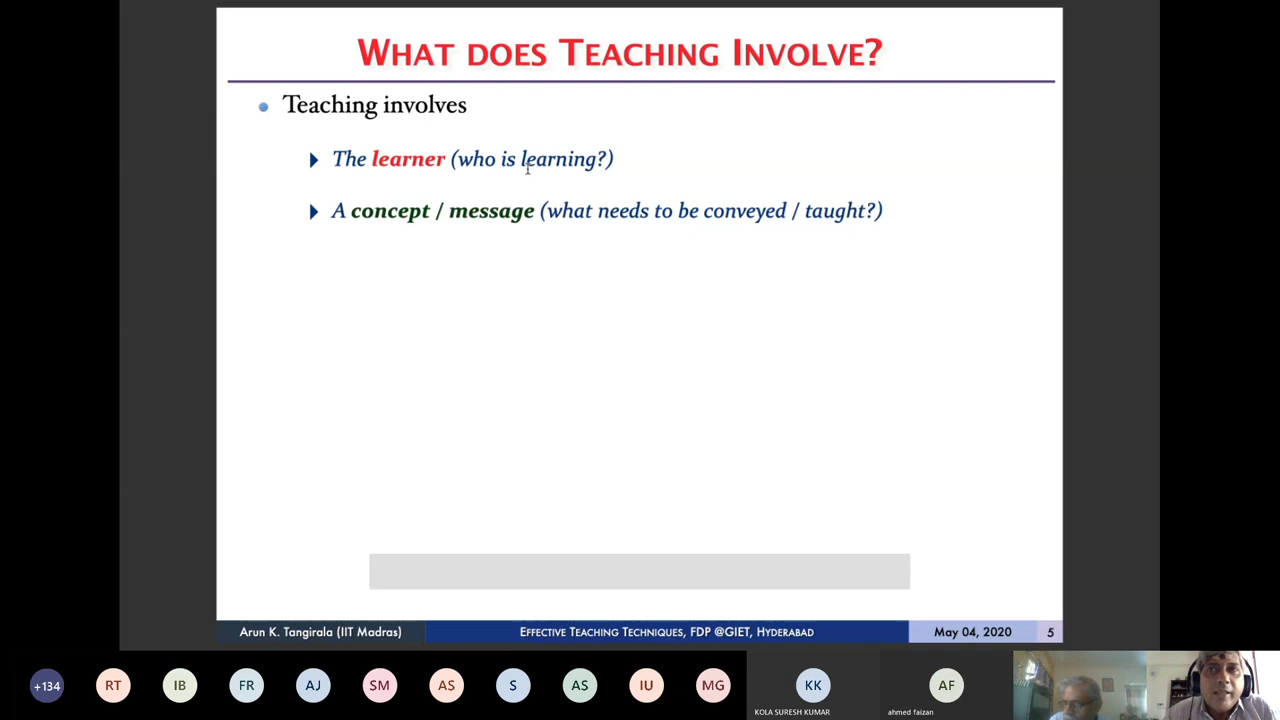 WHAT DOES TEACHING INVOLVE?
Teaching involves
The learner (who is learning?)
A concept / message (what needs to be conveyed / taught?)
Arun K. Tangirala (IIT Madras)
EFFECTIVE TEACHING TECHNIQUES, FDP @GIET, HYDERABAD
May 04, 2020
5
+134
RT
IB
FR
AJ
SM
AS
S
AS
IU
MG
KK
KOLA SURESH KUMAR
AF
ahmed faizan